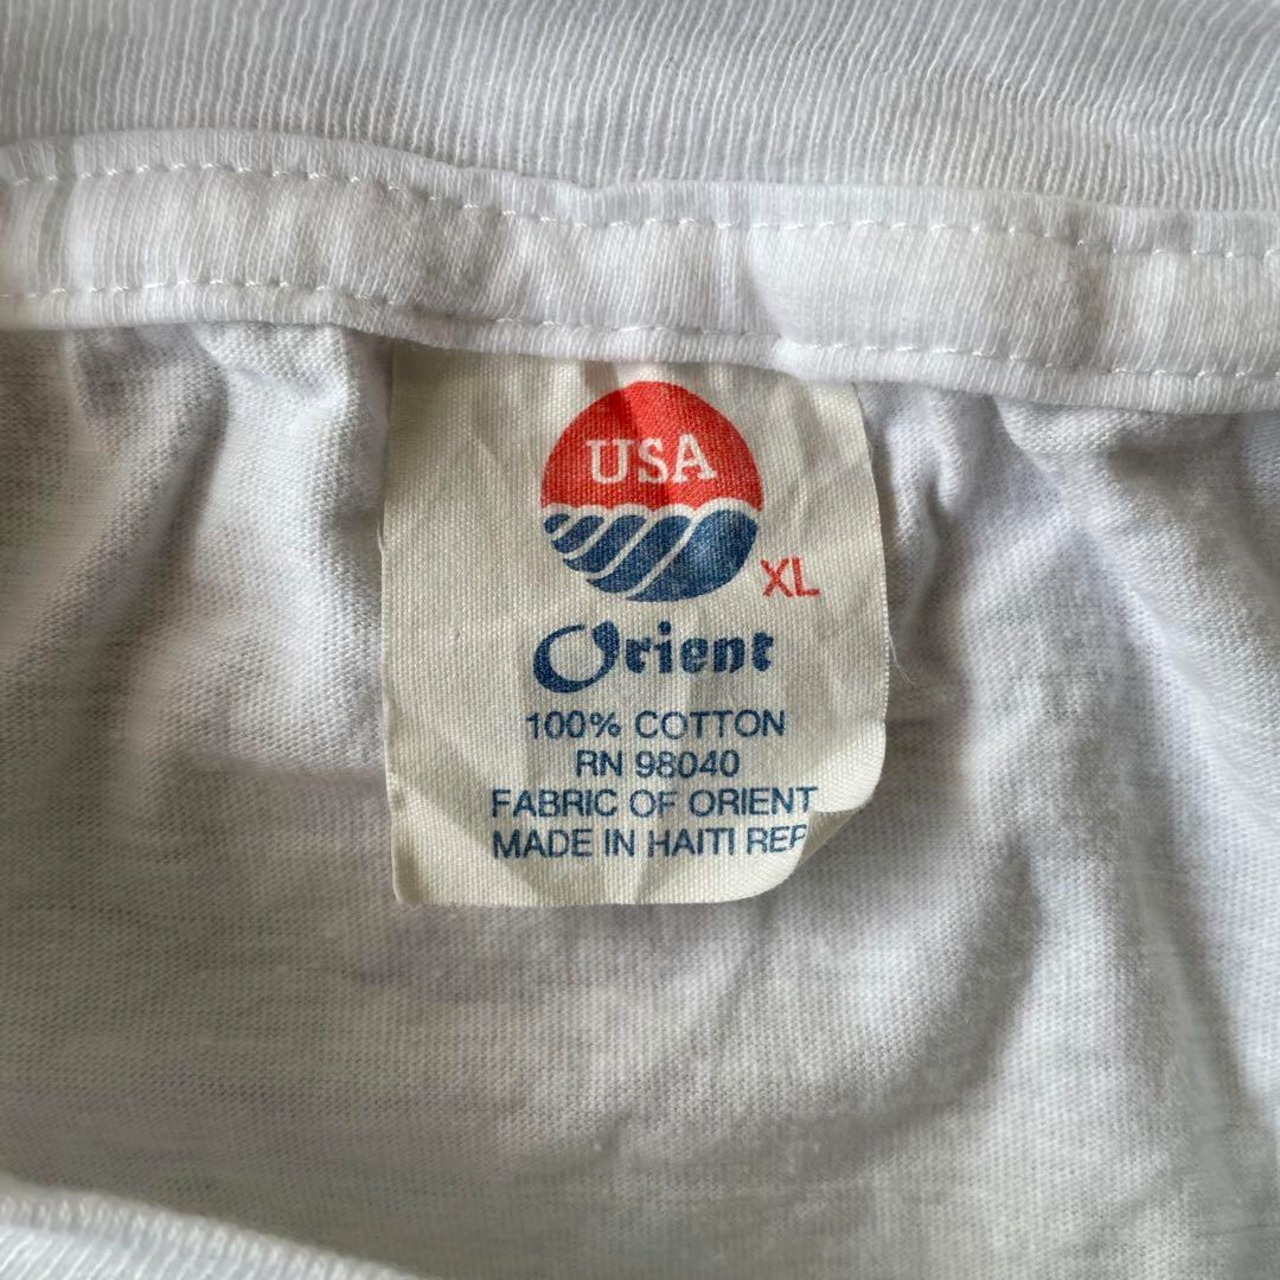 USA
XL
Orient
100% COTTON
RN 98040
FABRIC OF ORIENT
MADE IN HAITI REP